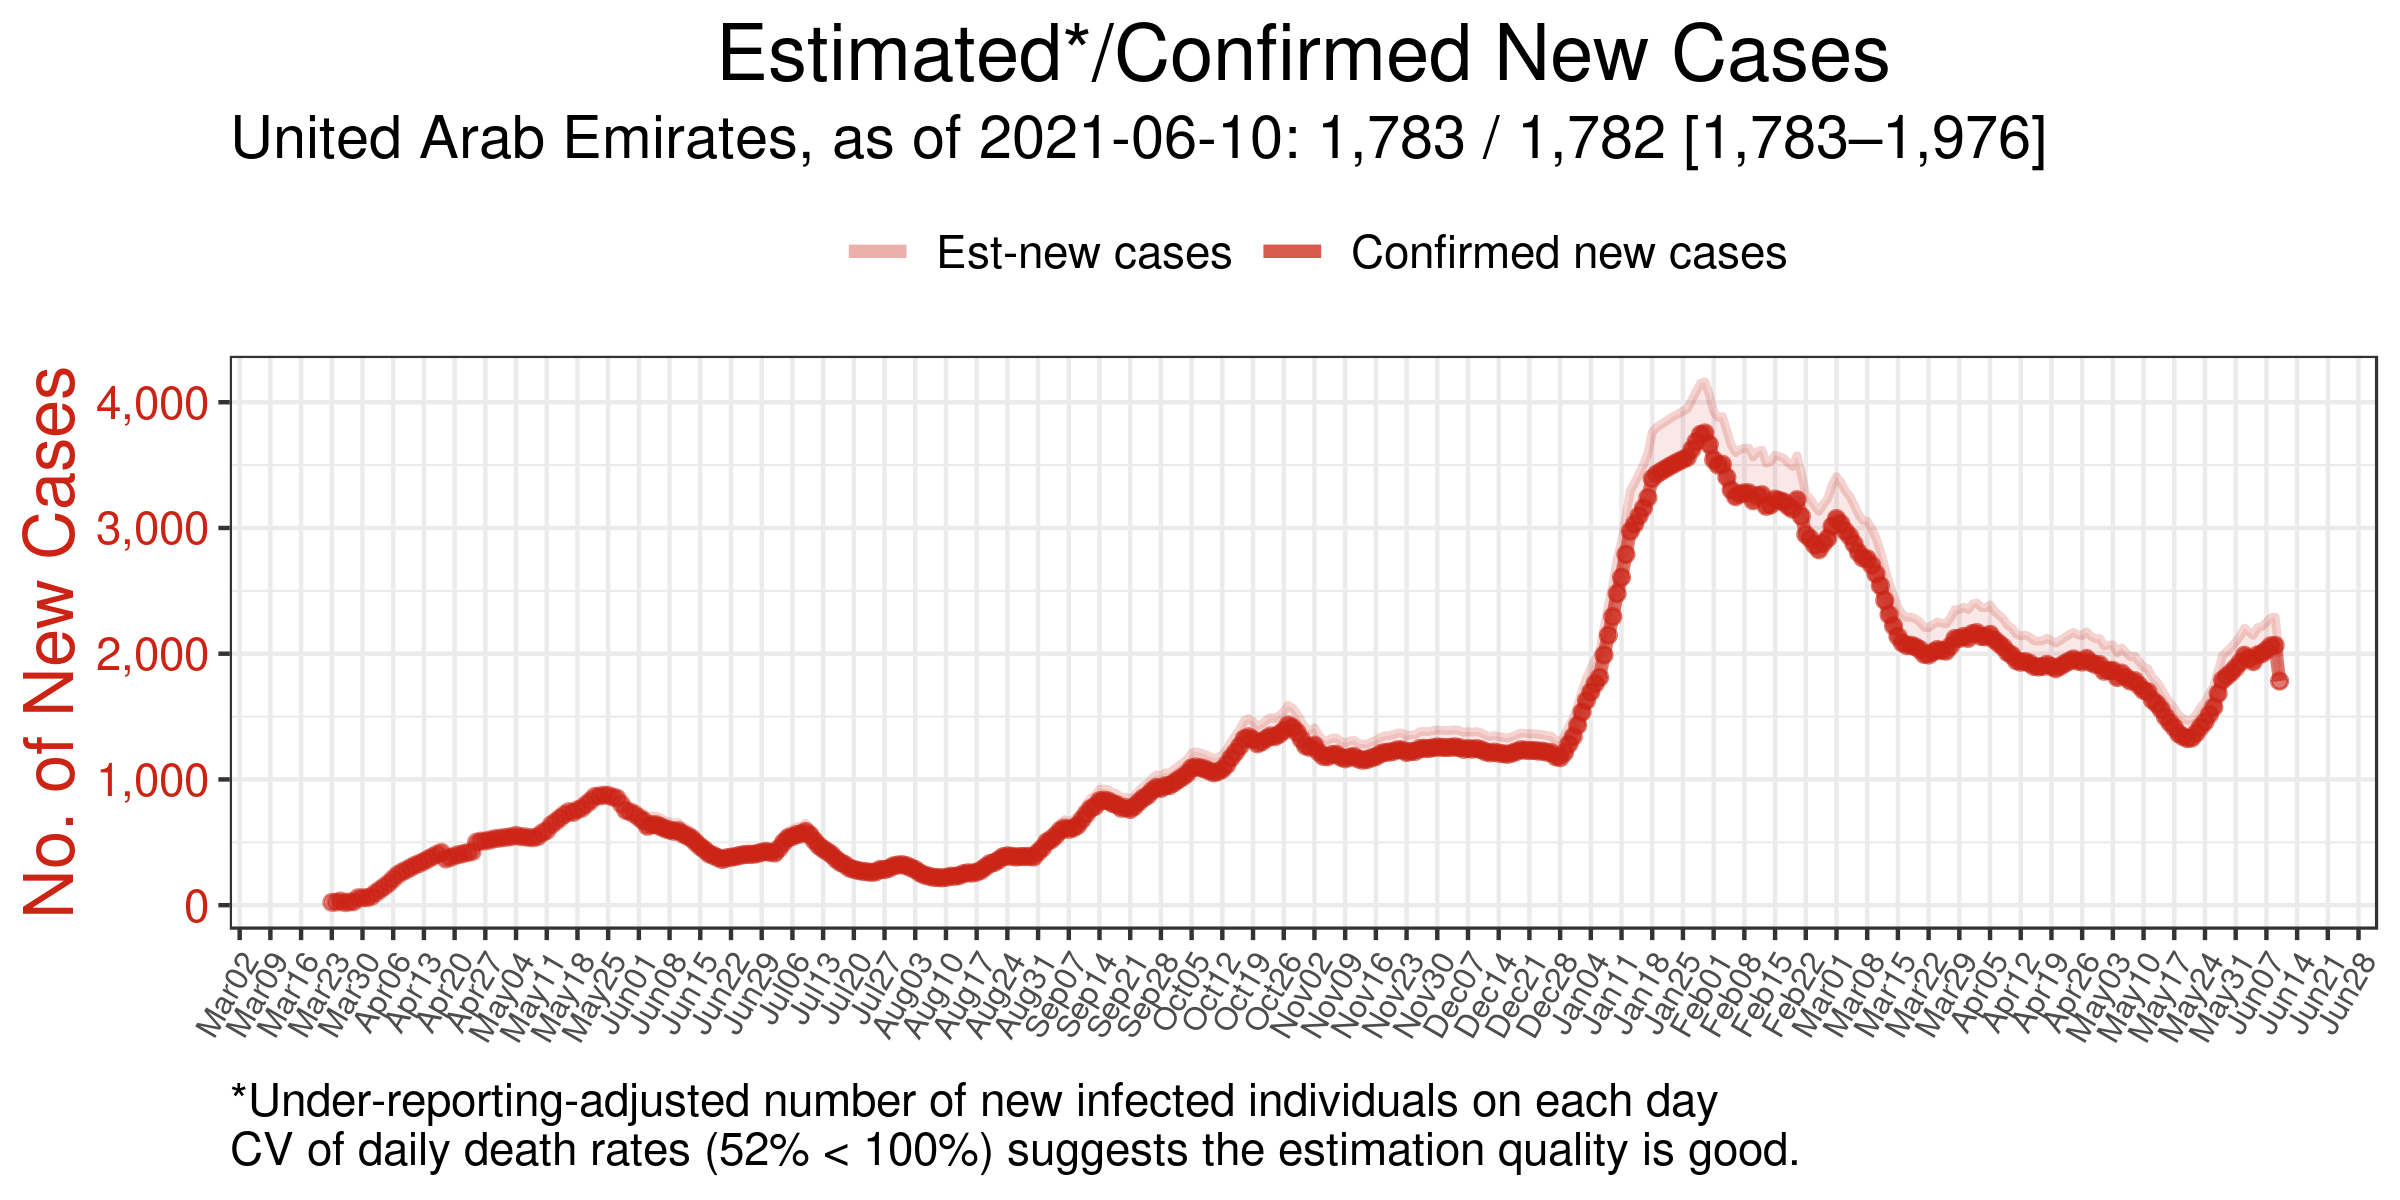 Estimated*/Confirmed New Cases
United Arab Emirates, as of 2021-06-10: 1,783 / 1,782 [1,783–1,976]
Est-new cases Confirmed new cases
No. of New Cases
4,000
3,000
2,000
1,000
0
Mar02 Mar09 Mar16 Mar23 Mar30 Apr06 Apr13 Apr20 Apr27 May04 May11 May18 May25 Jun01 Jun08 Jun15 Jun22 Jun29 Jul06 Jul13 Jul20 Jul27 Aug03 Aug10 Aug17 Aug24 Aug31 Sep07 Sep14 Sep21 Sep28 Oct05 Oct12 Oct19 Oct26 Nov02 Nov09 Nov16 Nov23 Nov30 Dec07 Dec14 Dec21 Dec28 Jan04 Jan11 Jan18 Jan25 Feb01 Feb08 Feb15 Feb22 Mar01 Mar08 Mar15 Mar22 Mar29 Apr05 Apr12 Apr19 Apr26 May03 May10 May17 May24 May31 Jun07 Jun14 Jun21 Jun28
*Under-reporting-adjusted number of new infected individuals on each day
CV of daily death rates (52% < 100%) suggests the estimation quality is good.